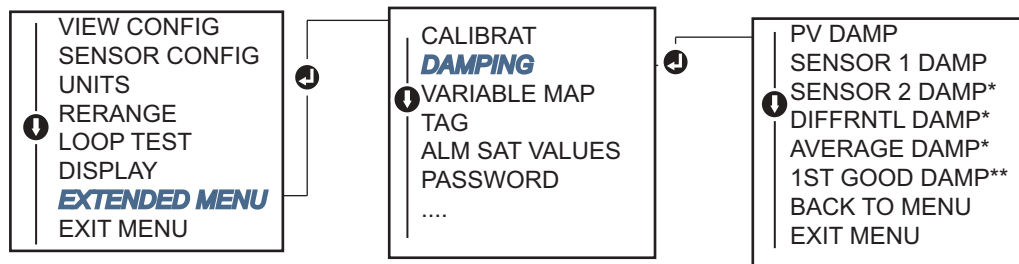 VIEW CONFIG
SENSOR CONFIG
UNITS
RERANGE
LOOP TEST
DISPLAY
EXTENDED MENU
EXIT MENU
CALIBRAT
DAMPING
VARIABLE MAP
TAG
ALM SAT VALUES
PASSWORD
....
PV DAMP
SENSOR 1 DAMP
SENSOR 2 DAMP*
DIFFRNTL DAMP*
AVERAGE DAMP*
1ST GOOD DAMP**
BACK TO MENU
EXIT MENU